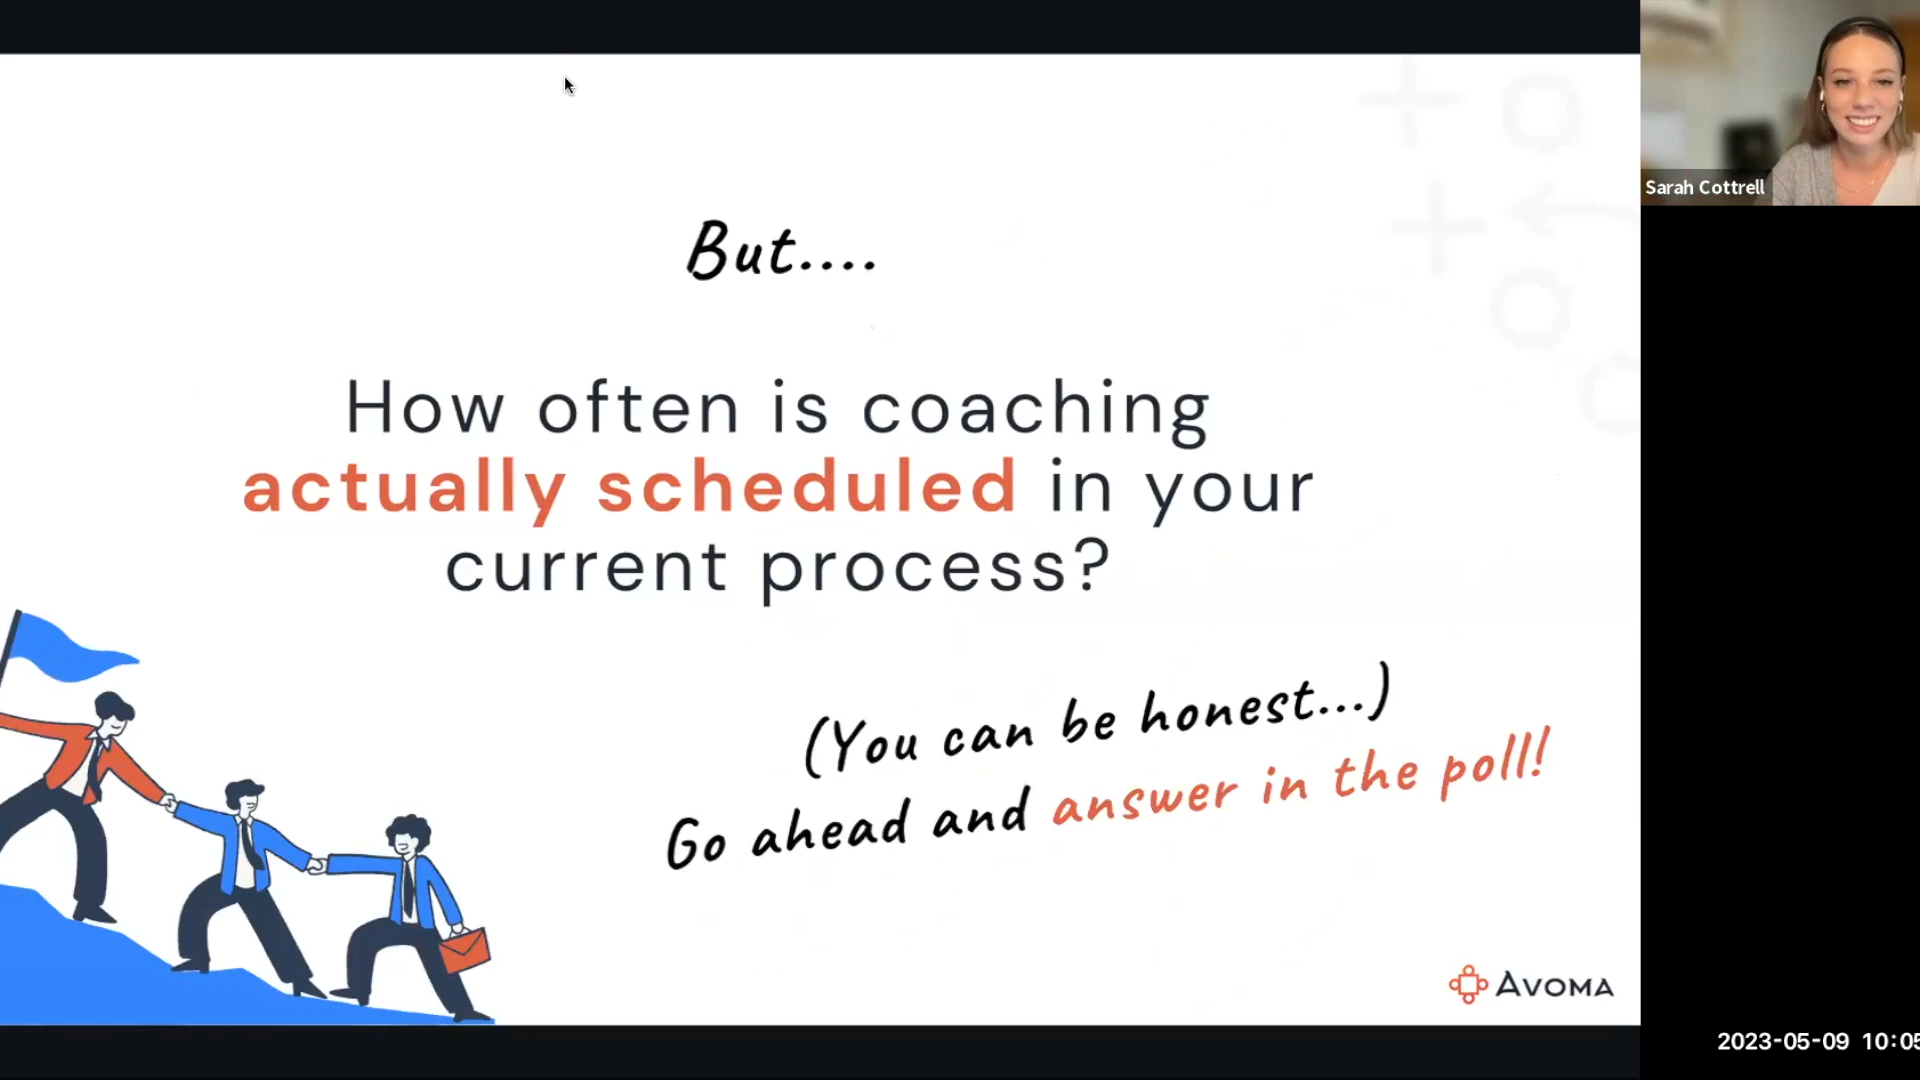 Sarah Cottrell
But....
How often is coaching
actually scheduled in your
current process?
(You can be honest...)
Go ahead and answer in the poll!
AVOMA
2023-05-09 10:05